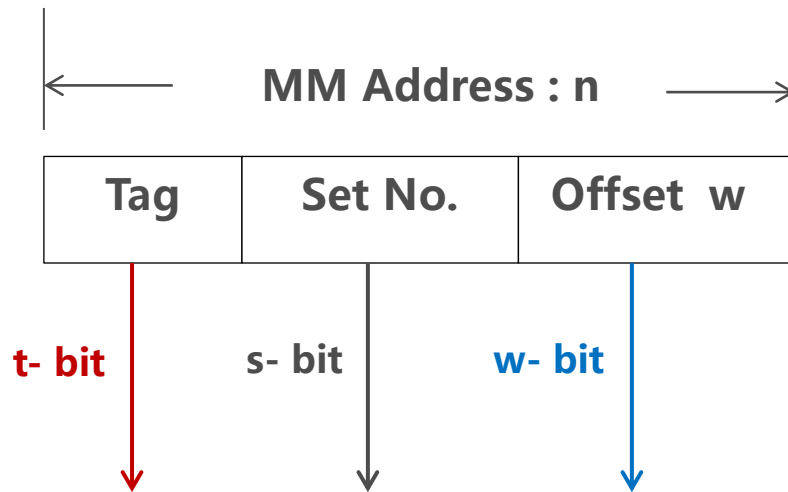 MM Address : n
Tag Set No. Offset w
t- bit s- bit w- bit